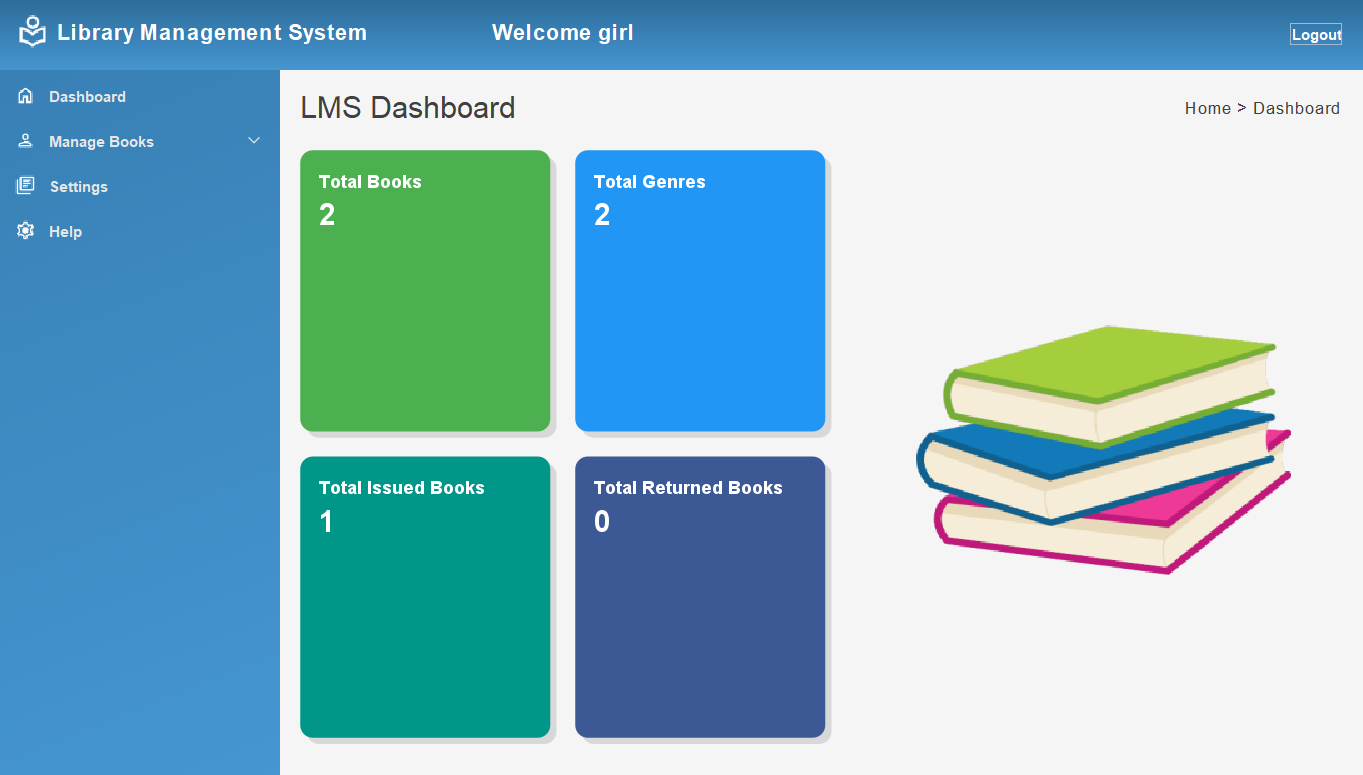 Library Management System
Welcome girl
Logout
Dashboard
Manage Books
Settings
Help
LMS Dashboard
Home > Dashboard
Total Books
2
Total Genres
2
Total Issued Books
1
Total Returned Books
0